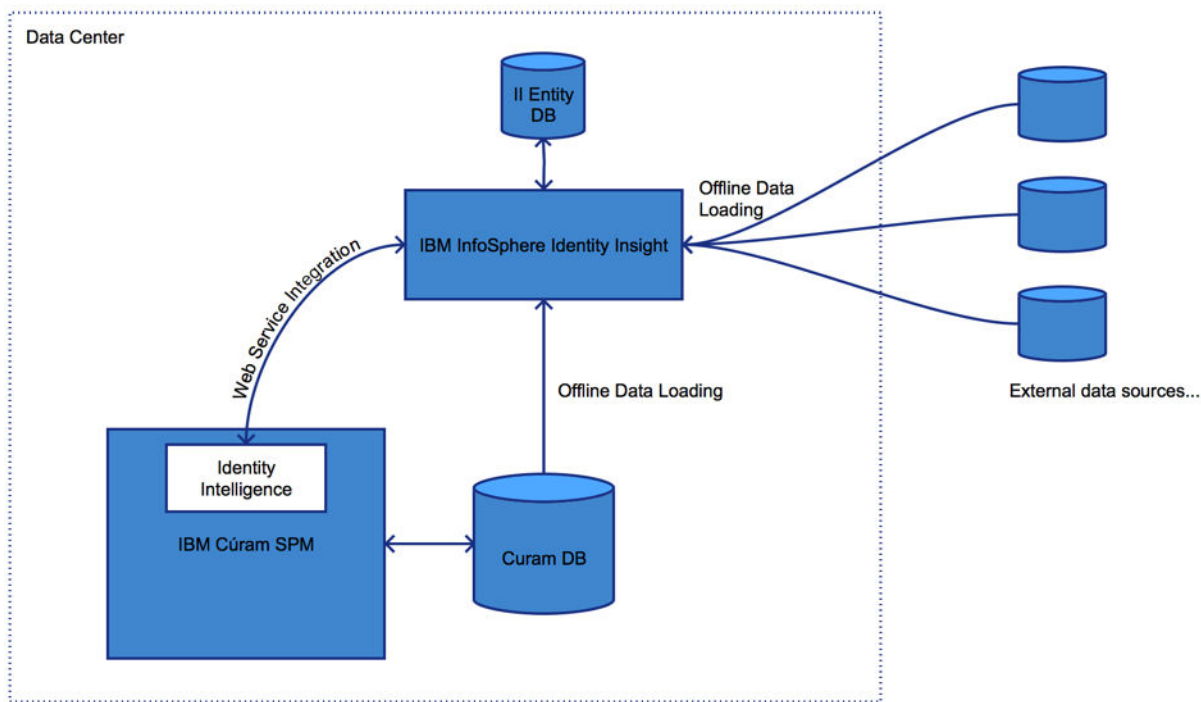 Data Center
II Entity
DB
Offline Data
Loading
IBM InfoSphere Identity Insight
Web Service Integration
Offline Data Loading
External data sources...
Identity
Intelligence
IBM Cúram SPM
Curam DB